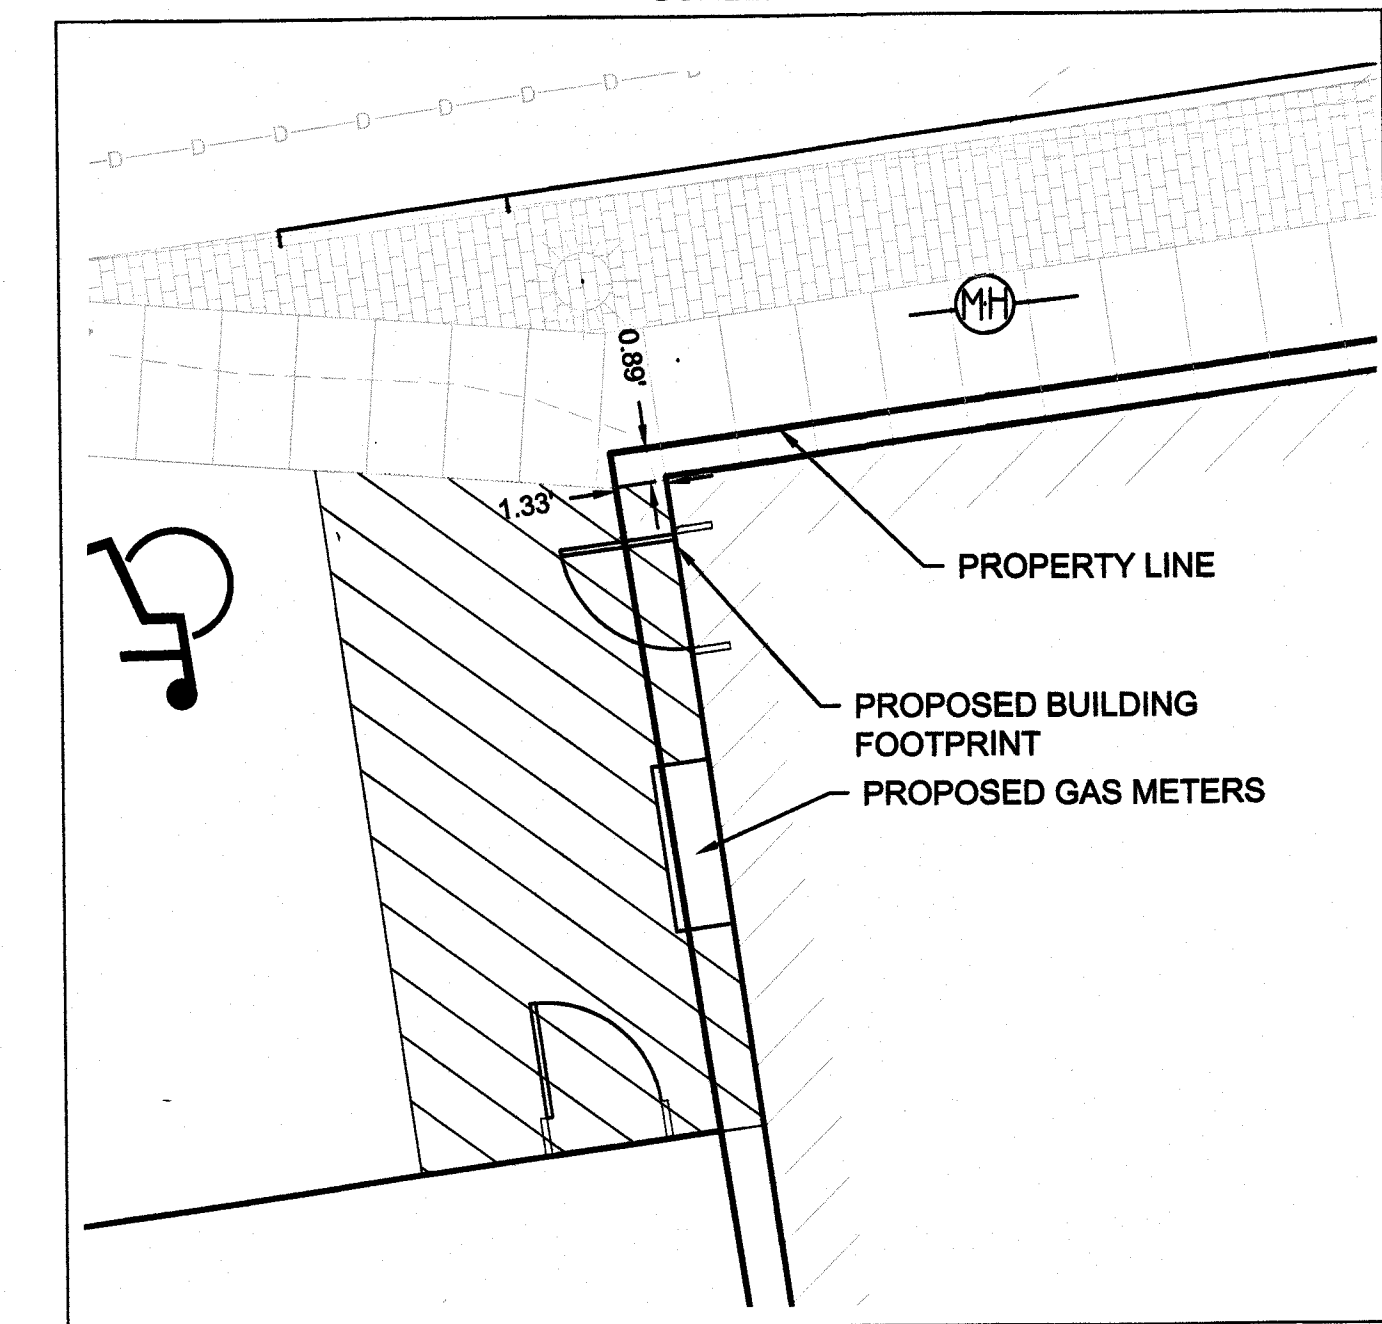 D D D D D D D D
MH
0.89'
1.33'
PROPERTY LINE
PROPOSED BUILDING
FOOTPRINT
PROPOSED GAS METERS